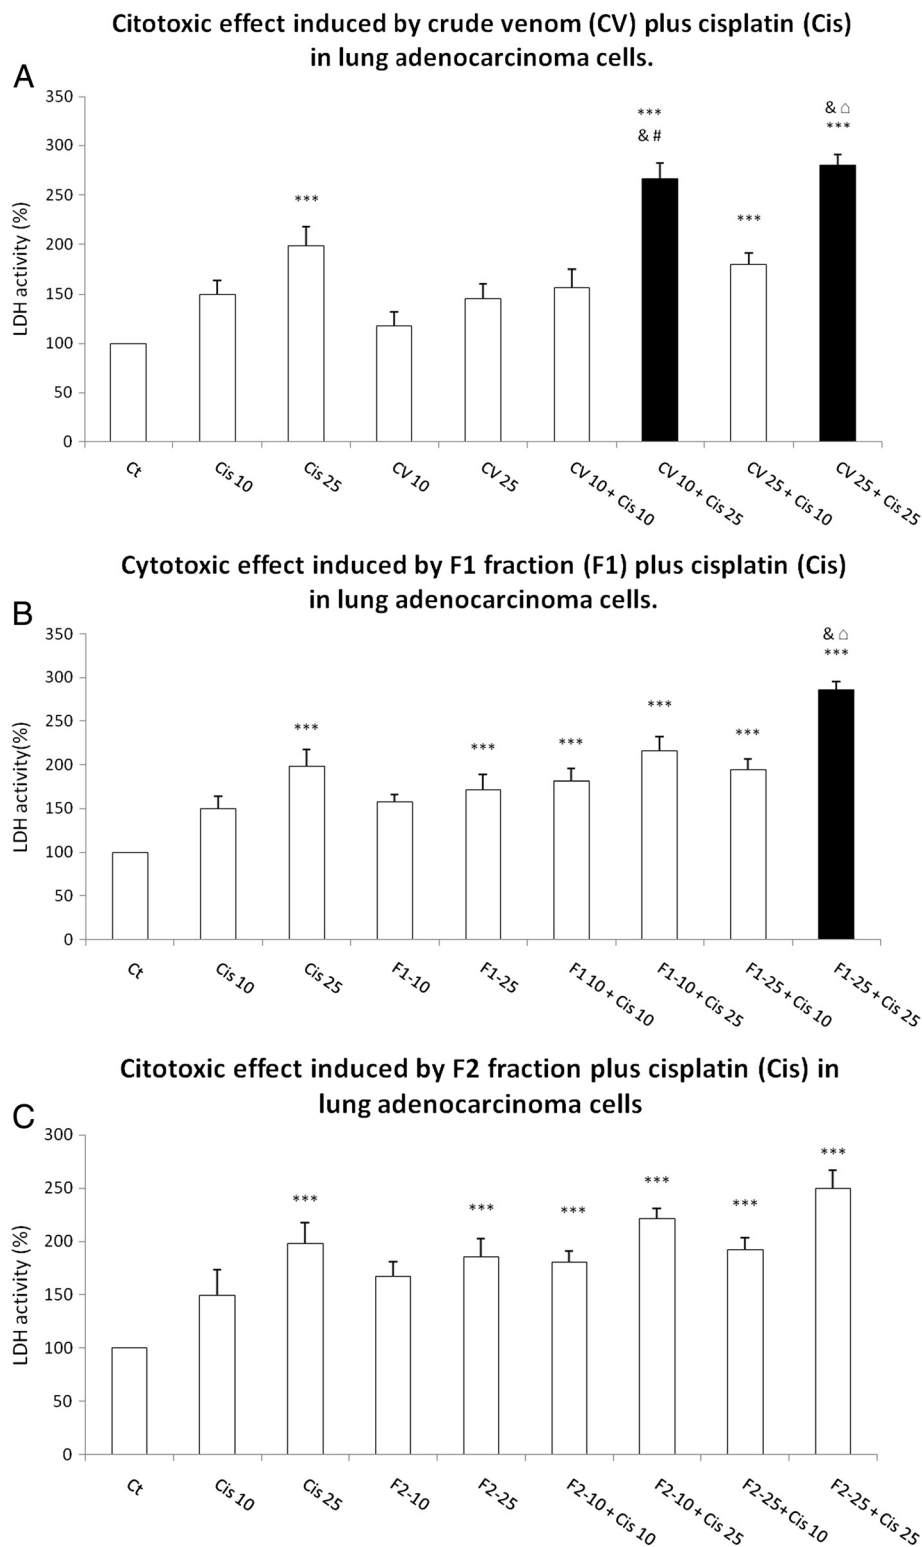 Citotoxic effect induced by crude venom (CV) plus cisplatin (Cis)
in lung adenocarcinoma cells.
A
LDH activity (%)
350
300
250
200
150
100
50
0
***
***
& #
***
& ⌂
***
Ct
Cis 10
Cis 25
CV 10
CV 25
CV 10 + Cis 10
CV 10 + Cis 25
CV 25 + Cis 10
CV 25 + Cis 25
Cytotoxic effect induced by F1 fraction (F1) plus cisplatin (Cis)
in lung adenocarcinoma cells.
B
LDH activity(%)
350
300
250
200
150
100
50
0
***
***
***
***
***
& ⌂
***
Ct
Cis 10
Cis 25
F1-10
F1-25
F1 10 + Cis 10
F1-10 + Cis 25
F1-25 + Cis 10
F1-25 + Cis 25
Citotoxic effect induced by F2 fraction plus cisplatin (Cis) in
lung adenocarcinoma cells
C
LDH activity (%)
300
250
200
150
100
50
0
***
***
***
***
***
***
Ct
Cis 10
Cis 25
F2-10
F2-25
F2-10 + Cis 10
F2-10 + Cis 25
F2-25+ Cis 10
F2-25 + Cis 25